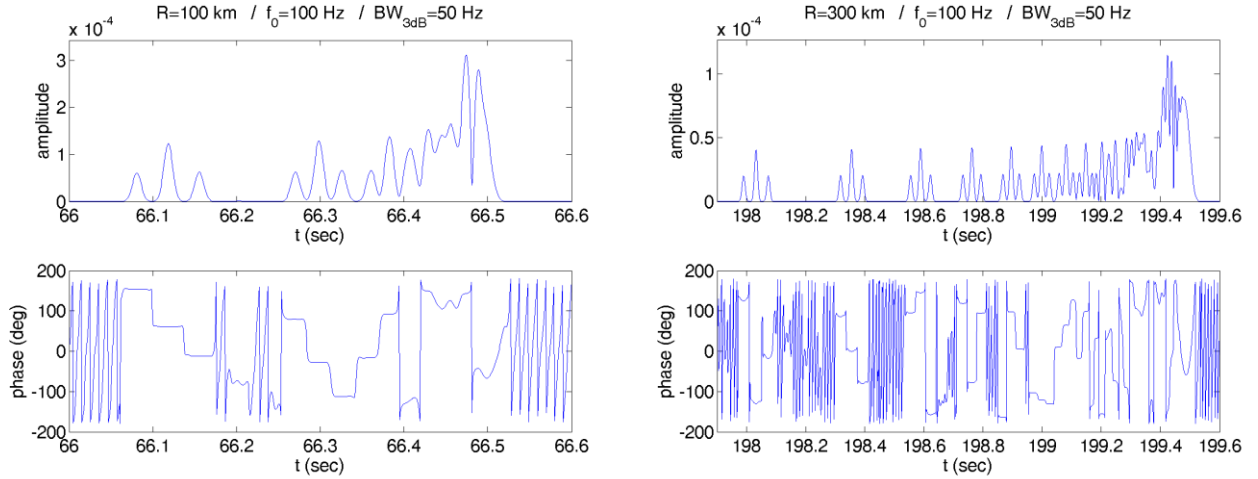 R=100 km / f0=100 Hz / BW3dB=50 Hz
x 10-4
3
2
1
0
amplitude
66 66.1 66.2 66.3 66.4 66.5 66.6
t (sec)
200
100
0
-100
-200
phase (deg)
66 66.1 66.2 66.3 66.4 66.5 66.6
t (sec)
R=300 km / f0=100 Hz / BW3dB=50 Hz
x 10-4
1
0.5
0
amplitude
198 198.2 198.4 198.6 198.8 199 199.2 199.4 199.6
t (sec)
200
100
0
-100
-200
phase (deg)
198 198.2 198.4 198.6 198.8 199 199.2 199.4 199.6
t (sec)